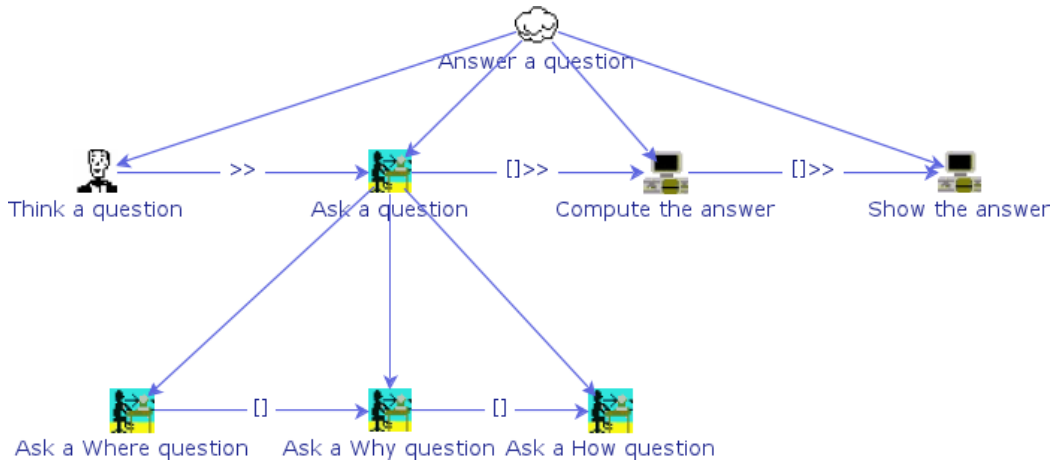 Answer a question
>>
[]>>
[]>>
Think a question
Ask a question
Compute the answer
Show the answer
[]
[]
Ask a Where question
Ask a Why question
Ask a How question